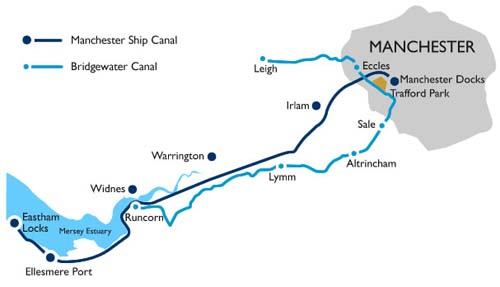 Manchester Ship Canal
Bridgewater Canal
MANCHESTER
Leigh
Eccles
Manchester Docks
Trafford Park
Irlam
Sale
Warrington
Altrincham
Lymm
Widnes
Runcorn
Eastham
Locks
Mersey Estuary
Ellesmere Port